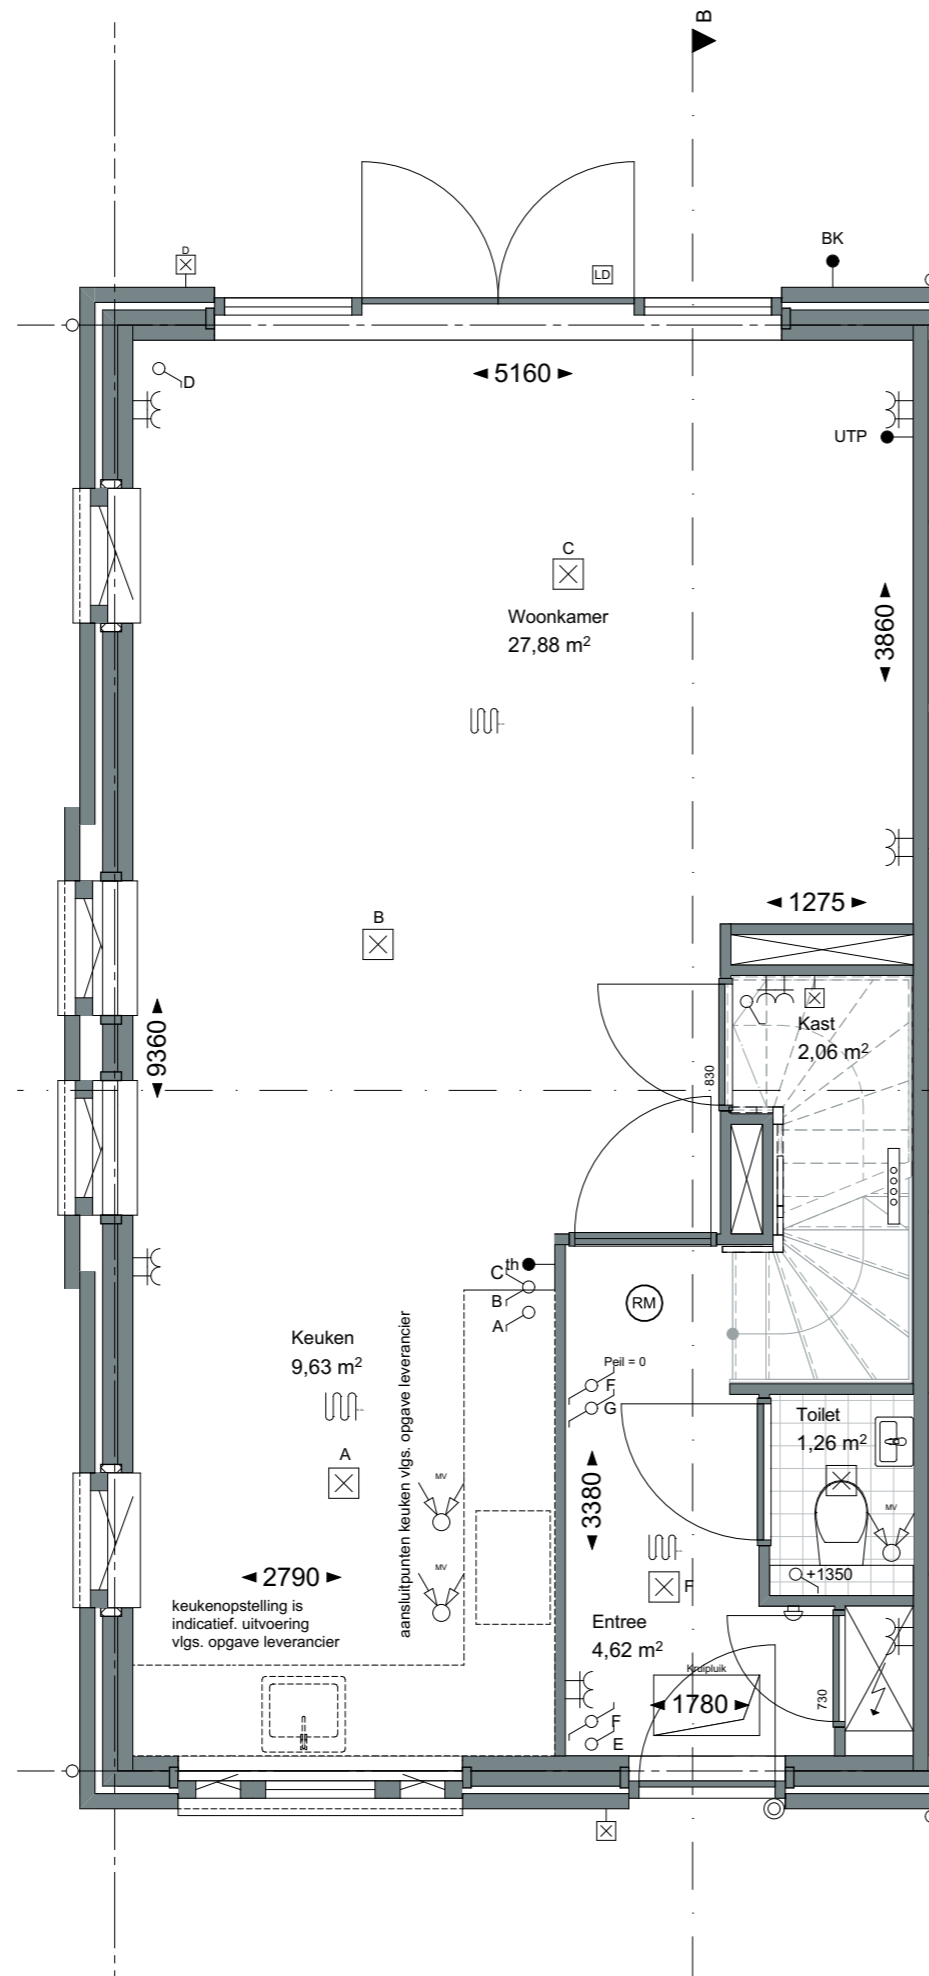 B
BK
D
LD
5160
D
UTP
C
Woonkamer
27,88 m²
3860
1275
B
Kast
2,06 m²
9360
830
th
C
B
A
RM
Keuken
9,63 m²
aansluitpunten keuken vlgs. opgave leverancier
Peil = 0
F
G
Toilet
1,26 m²
A
MV
MV
MV
3380
2790
+1350
F
keukenopstelling is
indicatief. uitvoering
vlgs. opgave leverancier
Entree
4,62 m²
Kruipluik
1780
730
F
E